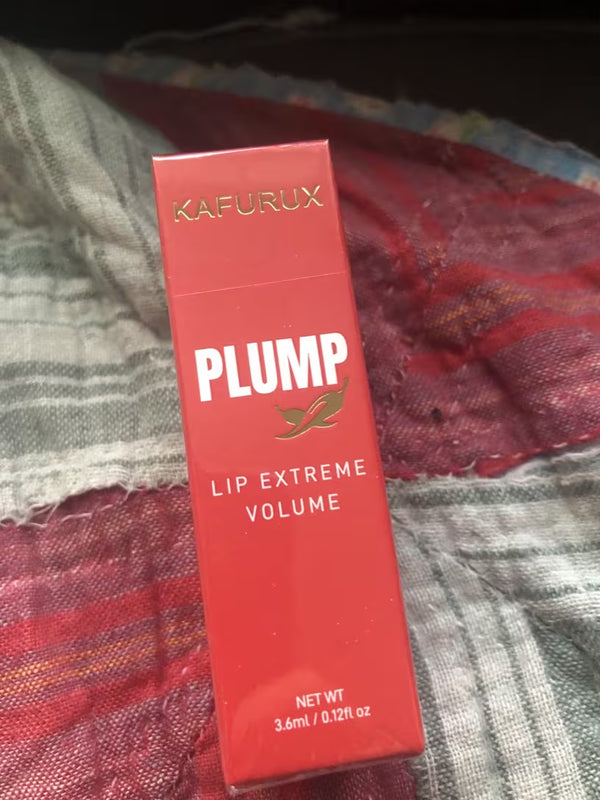 KAFURUX
PLUMP
LIP EXTREME
VOLUME
NET WT
3.6ml / 0.12fl oz